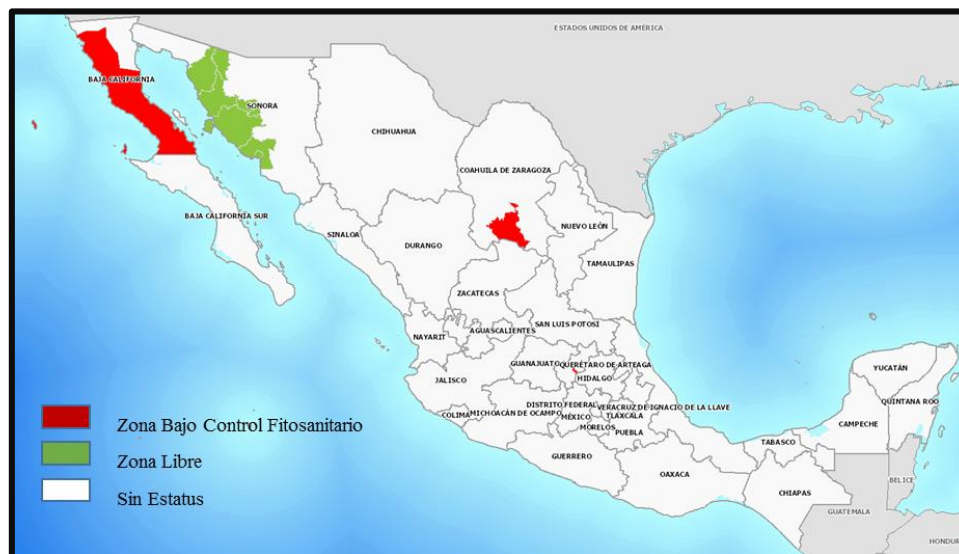 ESTADOS UNIDOS DE AMÉRICA
BAJA CALIFORNIA
SONORA
CHIHUAHUA
COAHUILA DE ZARAGOZA
BAJA CALIFORNIA SUR
SINALOA
DURANGO
NUEVO LEÓN
TAMAULIPAS
ZACATECAS
NAYARIT
AGUASCALIENTES
SAN LUIS POTOSÍ
GUANAJUATO
QUERÉTARO DE ARTEAGA
HIDALGO
JALISCO
COLIMA
MICHOACÁN DE OCAMPO
DISTRITO FEDERAL
MÉXICO
MORELOS
VERACRUZ DE IGNACIO DE LA LLAVE
TLAXCALA
PUEBLA
GUERRERO
OAXACA
TABASCO
CHIAPAS
YUCATÁN
QUINTANA ROO
CAMPECHE
BELICE
GUATEMALA
HONDUR
Zona Bajo Control Fitosanitario
Zona Libre
Sin Estatus